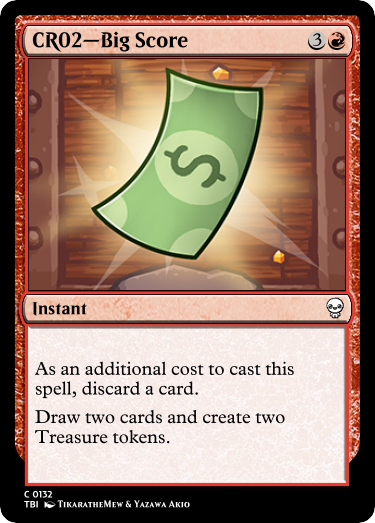 CR02—Big Score 3
$
Instant
As an additional cost to cast this
spell, discard a card.
Draw two cards and create two
Treasure tokens.
C 0132
TBI TikaratheMew & Yazawa Akio